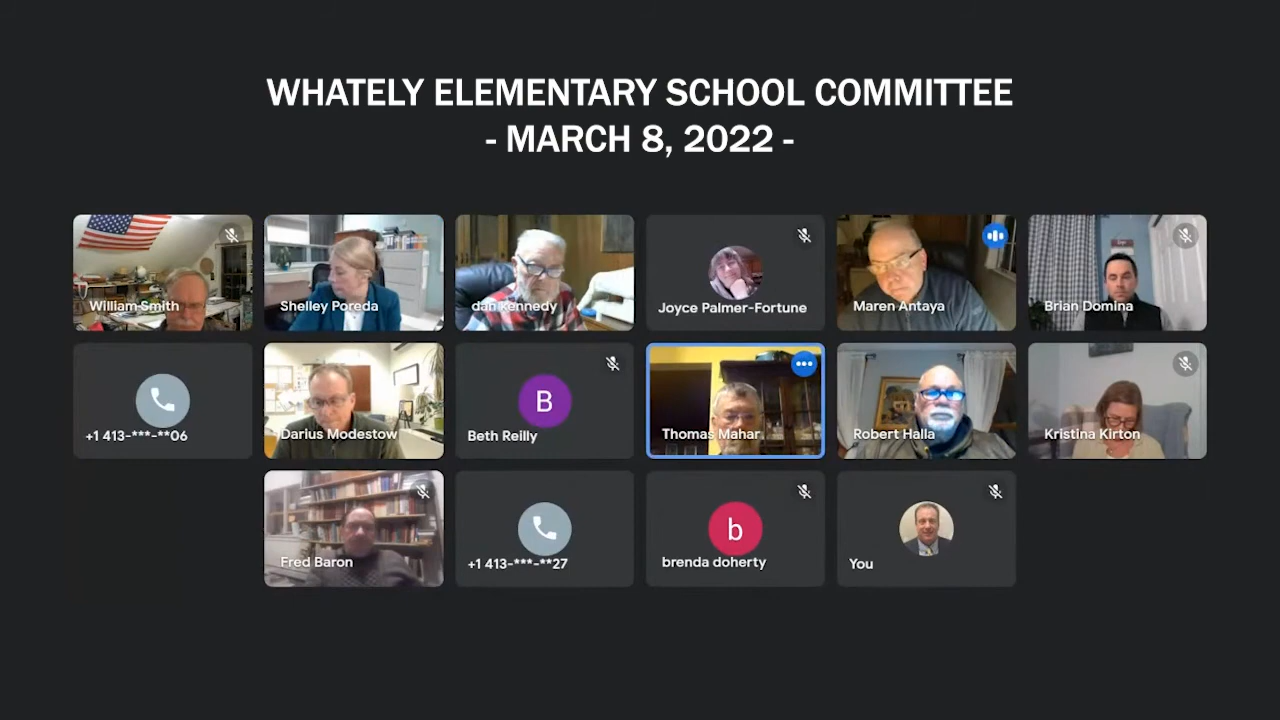 WHATELY ELEMENTARY SCHOOL COMMITTEE
- MARCH 8, 2022 -
William Smith
Shelley Poreda
dan kennedy
Joyce Palmer-Fortune
Maren Antaya
Brian Domina
+1 413-***-**06
Darius Modestow
B
Beth Reilly
Thomas Mahar
Robert Halla
Kristina Kirton
Fred Baron
+1 413-***-**27
b
brenda doherty
You